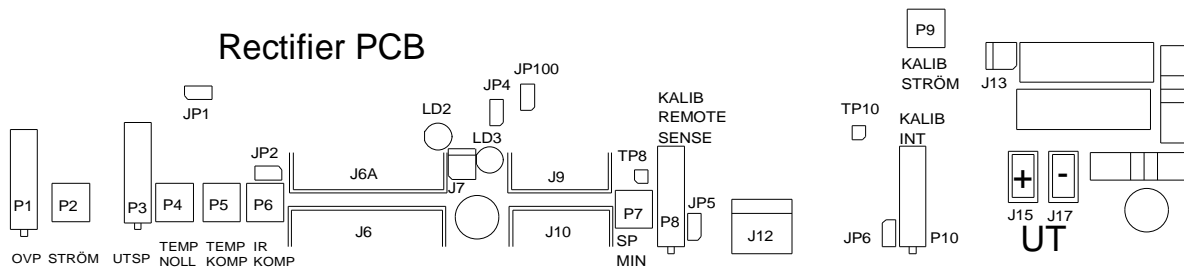 Rectifier PCB
P9
KALIB
STRÖM
J13
JP100
JP4
JP1
KALIB
REMOTE
SENSE
LD2
LD3
TP10
KALIB
INT
JP2
J6A
J7
J9
TP8
P1
P2
P3
P4
P5
P6
J6
J10
P7
P8
JP5
J12
JP6
P10
+
-
J15
J17
UT
OVP
STRÖM
UTSP
TEMP
NOLL
TEMP
KOMP
IR
KOMP
SP
MIN